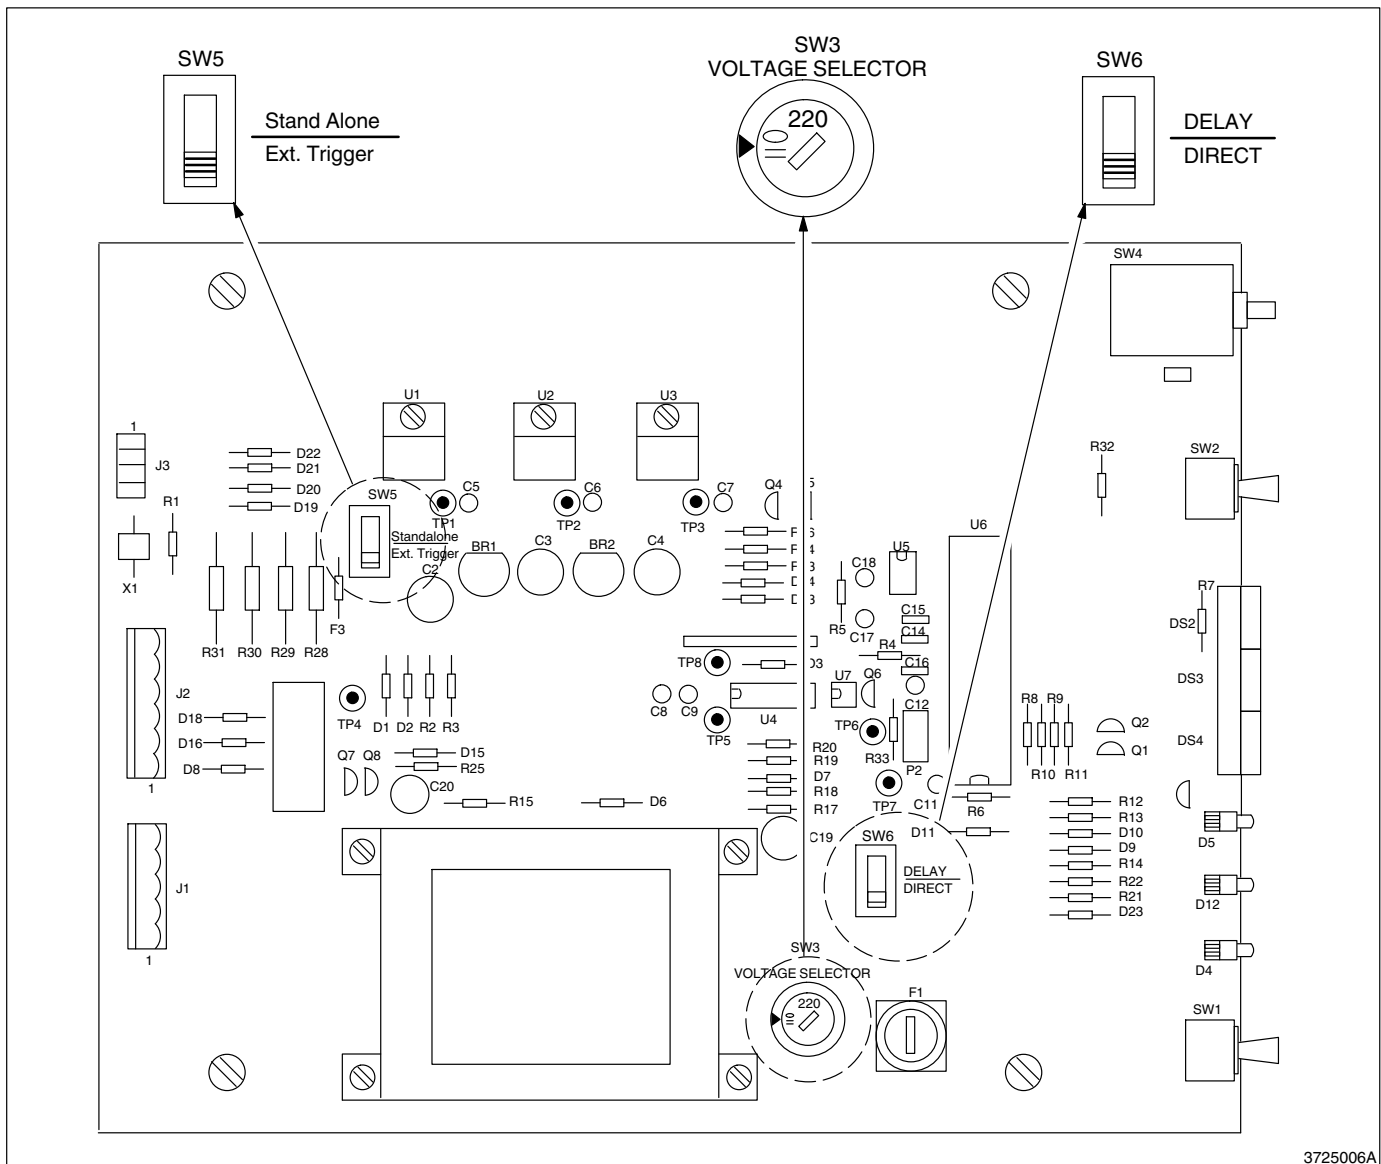 SW5
SW3
VOLTAGE SELECTOR
SW6
Stand Alone
Ext. Trigger
220
110
DELAY
DIRECT
SW4
U1
U2
U3
1
J3
R1
X1
D22
D21
D20
D19
SW5
Standalone
Ext. Trigger
TP1
C5
TP2
C6
TP3
C7
Q4
R32
SW2
U6
U5
C18
BR1
C3
BR2
C4
C2
F3
R31
R30
R29
R28
R5
C17
C15
C14
R4
C16
R7
DS2
DS3
DS4
TP8
U7
Q6
C12
J2
D18
D16
D8
1
TP4
D1
D2
R2
R3
C8
C9
TP5
U4
TP6
R33
P2
R8
R9
R10
R11
Q2
Q1
Q7
Q8
D15
R25
C20
R15
D6
R20
R19
D7
R18
R17
C19
TP7
C11
R6
D11
SW6
DELAY
DIRECT
R12
R13
D10
D9
R14
R22
R21
D23
D5
D12
D4
J1
1
SW3
VOLTAGE SELECTOR
220
110
F1
SW1
3725006A